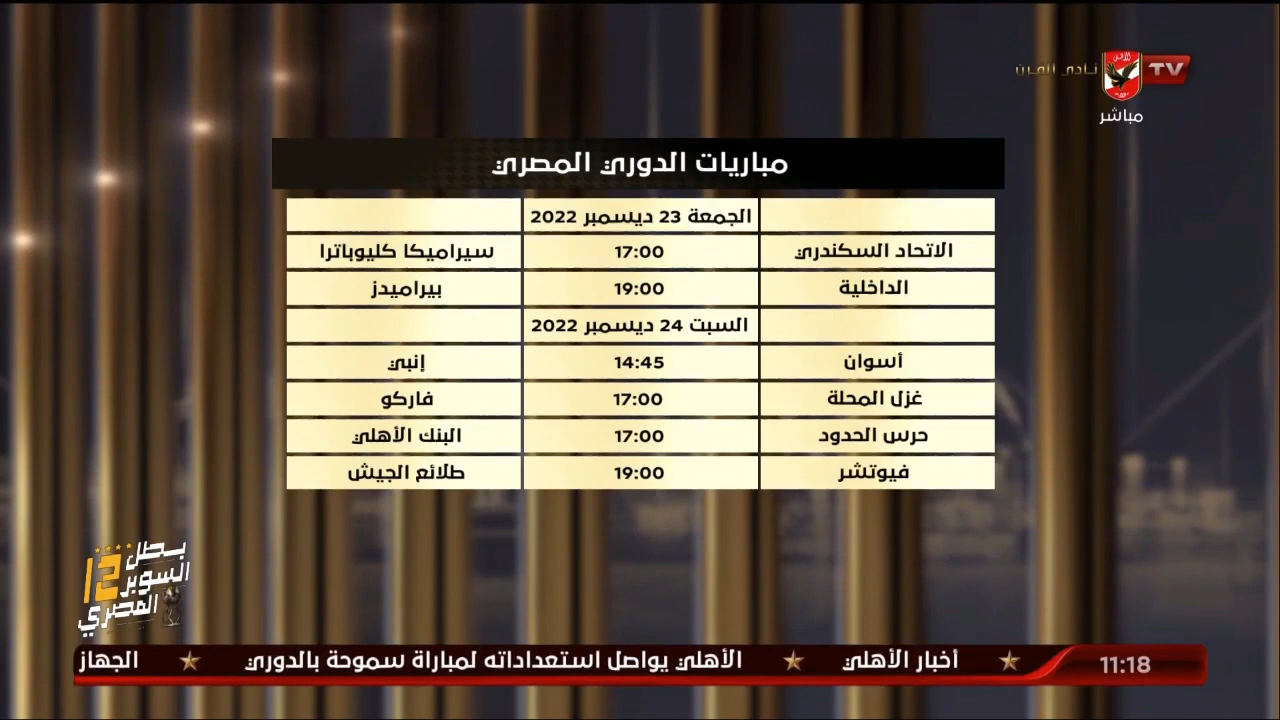 نادي القرن
TV
مباشر
مباريات الدوري المصري
الجمعة 23 ديسمبر 2022
الاتحاد السكندري 17:00 سيراميكا كليوباترا
الداخلية 19:00 بيراميدز
السبت 24 ديسمبر 2022
أسوان 14:45 إنبي
غزل المحلة 17:00 فاركو
حرس الحدود 17:00 البنك الأهلي
فيوتشر 19:00 طلائع الجيش
بطل
السوبر 12
المصري
11:18 أخبار الأهلي الأهلي يواصل استعداداته لمباراة سموحة بالدوري الجهاز